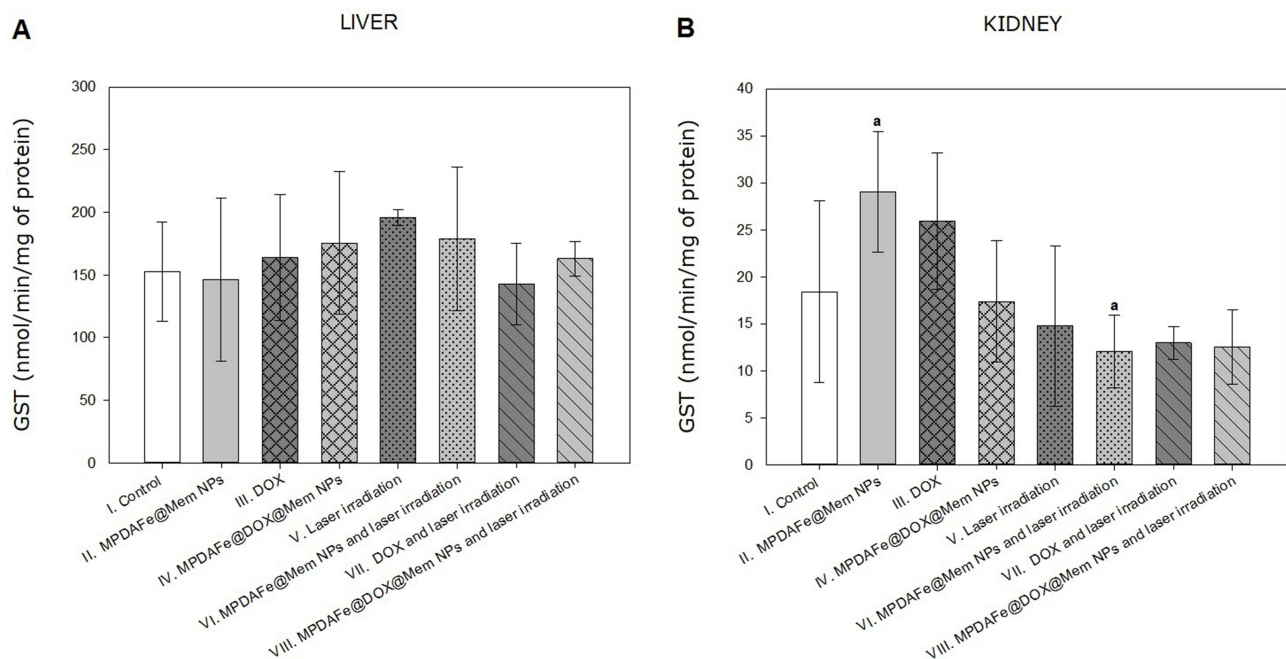 A
LIVER
GST (nmol/min/mg of protein)
300
250
200
150
100
50
0
I. Control
II. MPDAFe@Mem NPs
III. DOX
IV. MPDAFe@DOX@Mem NPs
V. Laser irradiation
VI. MPDAFe@Mem NPs and laser irradiation
VII. DOX and laser irradiation
VIII. MPDAFe@DOX@Mem NPs and laser irradiation
B
KIDNEY
GST (nmol/min/mg of protein)
40
35
30
25
20
15
10
5
0
a
a
I. Control
II. MPDAFe@Mem NPs
III. DOX
IV. MPDAFe@DOX@Mem NPs
V. Laser irradiation
VI. MPDAFe@Mem NPs and laser irradiation
VII. DOX and laser irradiation
VIII. MPDAFe@DOX@Mem NPs and laser irradiation